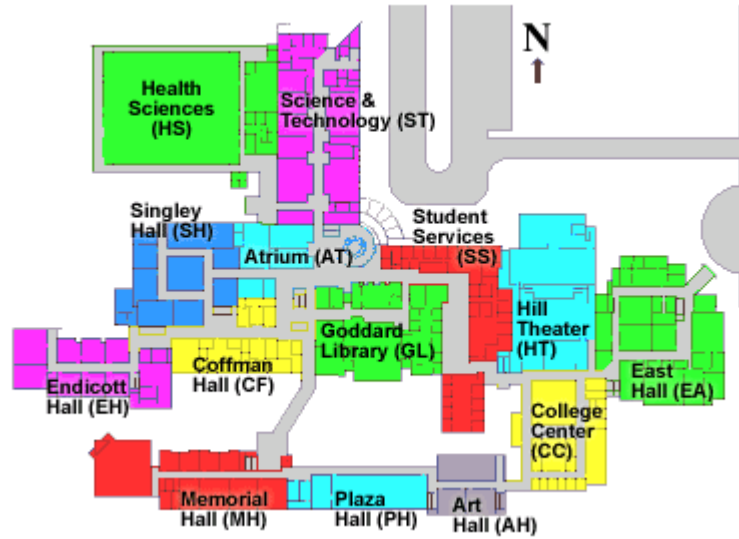 N
Health
Sciences
(HS)
Science &
Technology (ST)
Singley
Hall (SH)
Student
Services
(SS)
Atrium (AT)
Hill
Theater
(HT)
Goddard
Library (GL)
Coffman
Hall (CF)
East
Hall (EA)
Endicott
Hall (EH)
College
Center
(CC)
Memorial
Hall (MH)
Plaza
Hall (PH)
Art
Hall (AH)